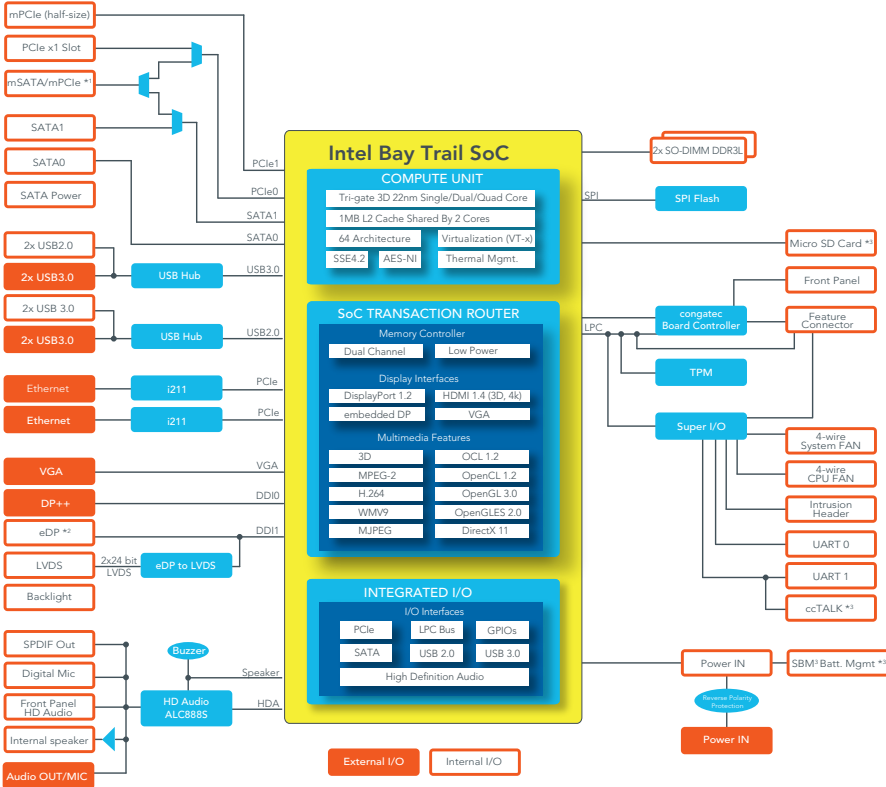 mPCIe (half-size)
PCIe x1 Slot
mSATA/mPCIe *¹
SATA1
SATA0
SATA Power
2x USB2.0
2x USB3.0
2x USB 3.0
2x USB3.0
Ethernet
Ethernet
VGA
DP++
eDP *²
LVDS
Backlight
SPDIF Out
Digital Mic
Front Panel
HD Audio
Internal speaker
Audio OUT/MIC
USB Hub
USB Hub
i211
i211
2x24 bit
LVDS
eDP to LVDS
Buzzer
HD Audio
ALC888S
PCIe1
PCIe0
SATA1
SATA0
USB3.0
USB2.0
PCIe
PCIe
VGA
DDI0
DDI1
Speaker
HDA
Intel Bay Trail SoC
COMPUTE UNIT
Tri-gate 3D 22nm Single/Dual/Quad Core
1MB L2 Cache Shared By 2 Cores
64 Architecture
Virtualization (VT-x)
SSE4.2
AES-NI
Thermal Mgmt.
SoC TRANSACTION ROUTER
Memory Controller
Dual Channel
Low Power
Display Interfaces
DisplayPort 1.2
HDMI 1.4 (3D, 4k)
embedded DP
VGA
Multimedia Features
3D
OCL 1.2
MPEG-2
OpenCL 1.2
H.264
OpenGL 3.0
WMV9
OpenGLES 2.0
MJPEG
DirectX 11
INTEGRATED I/O
I/O Interfaces
PCIe
LPC Bus
GPIOs
SATA
USB 2.0
USB 3.0
High Definition Audio
External I/O
Internal I/O
SPI
LPC
2x SO-DIMM DDR3L
SPI Flash
Micro SD Card *³
Front Panel
congatec
Board Controller
Feature
Connector
TPM
Super I/O
4-wire
System FAN
4-wire
CPU FAN
Intrusion
Header
UART 0
UART 1
ccTALK *³
Power IN
SBM³ Batt. Mgmt *³
Reverse Polarity
Protection
Power IN